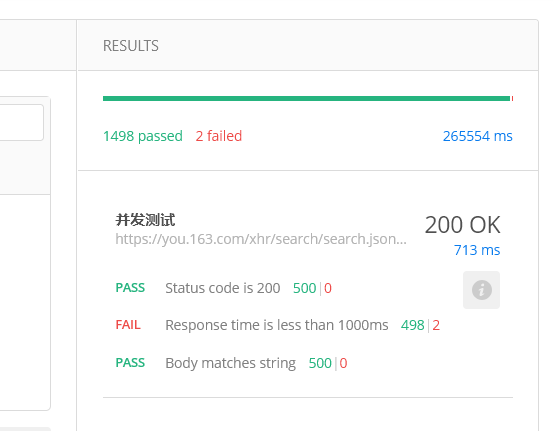 RESULTS
1498 passed 2 failed 265554 ms
并发测试 200 OK
https://you.163.com/xhr/search/search.json...
713 ms
PASS Status code is 200 500|0
FAIL Response time is less than 1000ms 498|2
PASS Body matches string 500|0